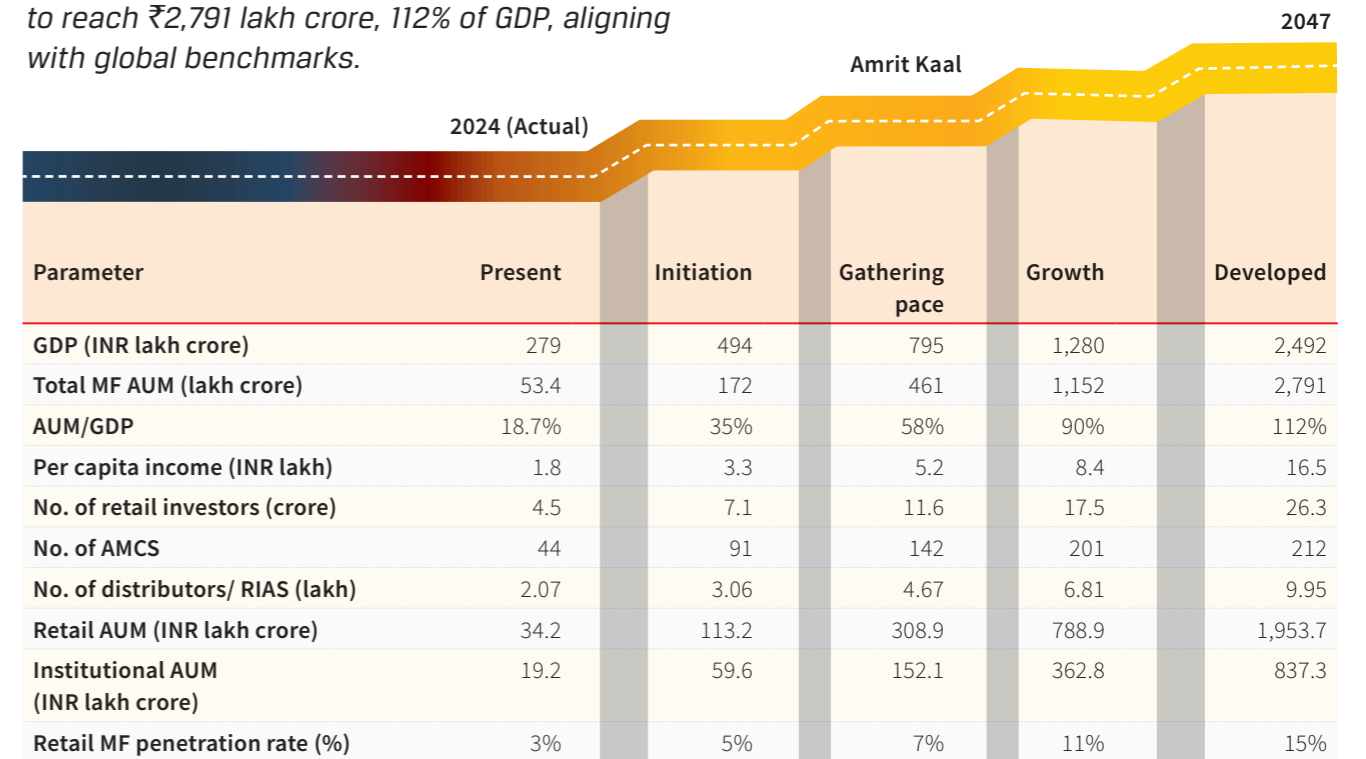 to reach ₹2,791 lakh crore, 112% of GDP, aligning
with global benchmarks.
2047
Amrit Kaal
2024 (Actual)
Parameter Present Initiation Gathering pace Growth Developed
GDP (INR lakh crore) 279 494 795 1,280 2,492
Total MF AUM (lakh crore) 53.4 172 461 1,152 2,791
AUM/GDP 18.7% 35% 58% 90% 112%
Per capita income (INR lakh) 1.8 3.3 5.2 8.4 16.5
No. of retail investors (crore) 4.5 7.1 11.6 17.5 26.3
No. of AMCS 44 91 142 201 212
No. of distributors/ RIAS (lakh) 2.07 3.06 4.67 6.81 9.95
Retail AUM (INR lakh crore) 34.2 113.2 308.9 788.9 1,953.7
Institutional AUM 19.2 59.6 152.1 362.8 837.3
(INR lakh crore)
Retail MF penetration rate (%) 3% 5% 7% 11% 15%